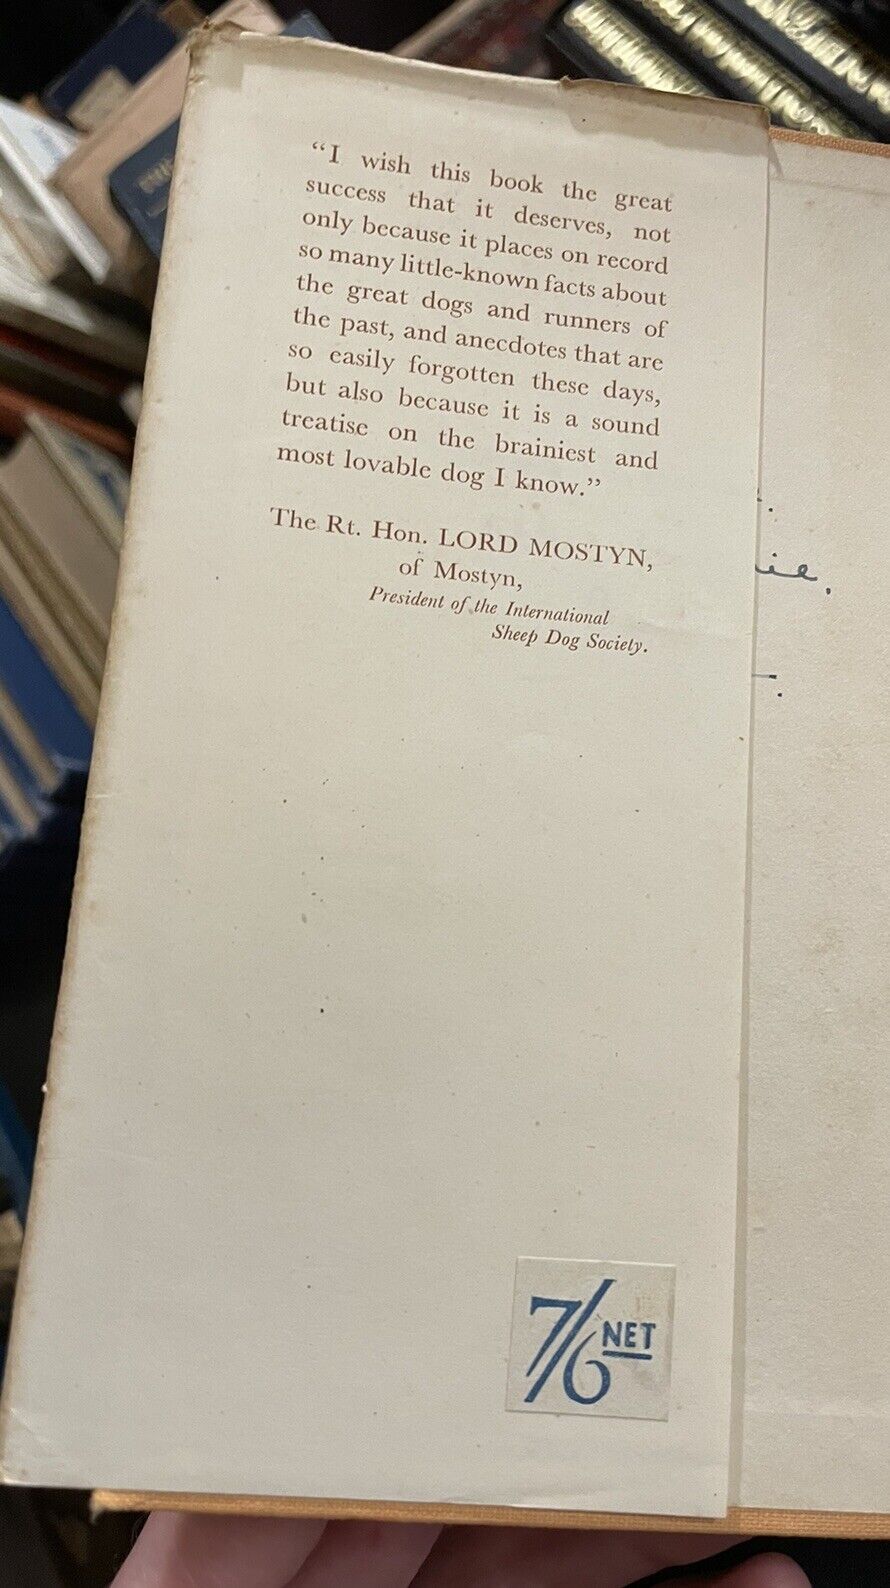 “I wish this book the great
success that it deserves, not
only because it places on record
so many little-known facts about
the great dogs and runners of
the past, and anecdotes that are
so easily forgotten these days,
but also because it is a sound
treatise on the brainiest and
most lovable dog I know.”
The Rt. Hon. LORD MOSTYN,
of Mostyn,
President of the International
Sheep Dog Society.
7/6 NET